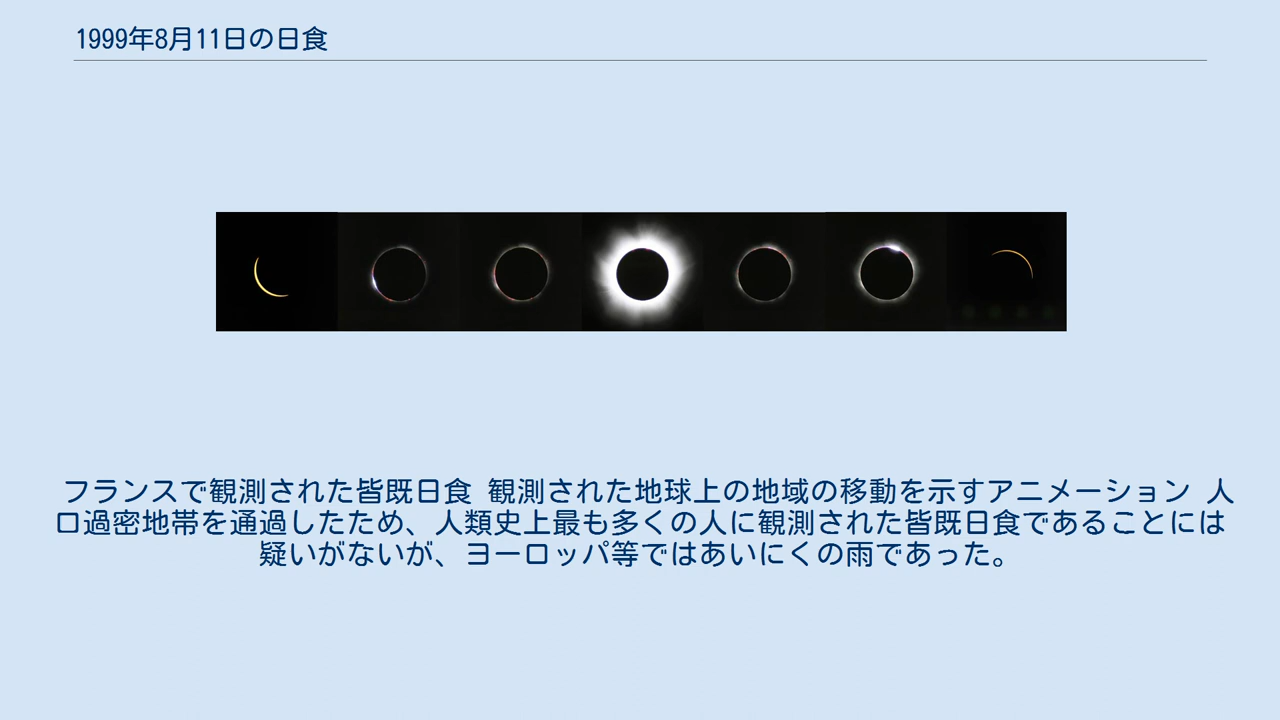 1999年8月11日の日食
フランスで観測された皆既日食 観測された地球上の地域の移動を示すアニメーション 人
口過密地帯を通過したため、人類史上最も多くの人に観測された皆既日食であることには
疑いがないが、ヨーロッパ等ではあいにくの雨であった。